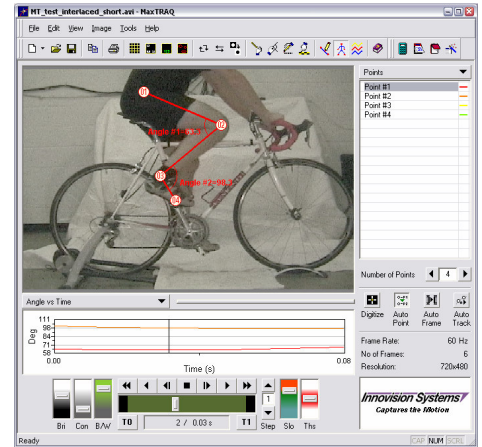 MT_test_interlaced_short.avi - MaxTRAQ
File Edit View Image Tools Help
Points
Point #1
Point #2
Point #3
Point #4
01
02
03
04
Angle #2=98.2
Number of Points 4
Digitize Auto Point Auto Frame Auto Track
Angle vs Time
Frame Rate: 60 Hz
No of Frames: 6
Resolution: 720x480
Deg
111
98
84
71
58
0.00
0.08
Time (s)
Innovision Systems
Captures the Motion
Bri Con B/W
T0 2 / 0.03 s T1
1
Step Slo Ths
Ready
CAP NUM SCRL